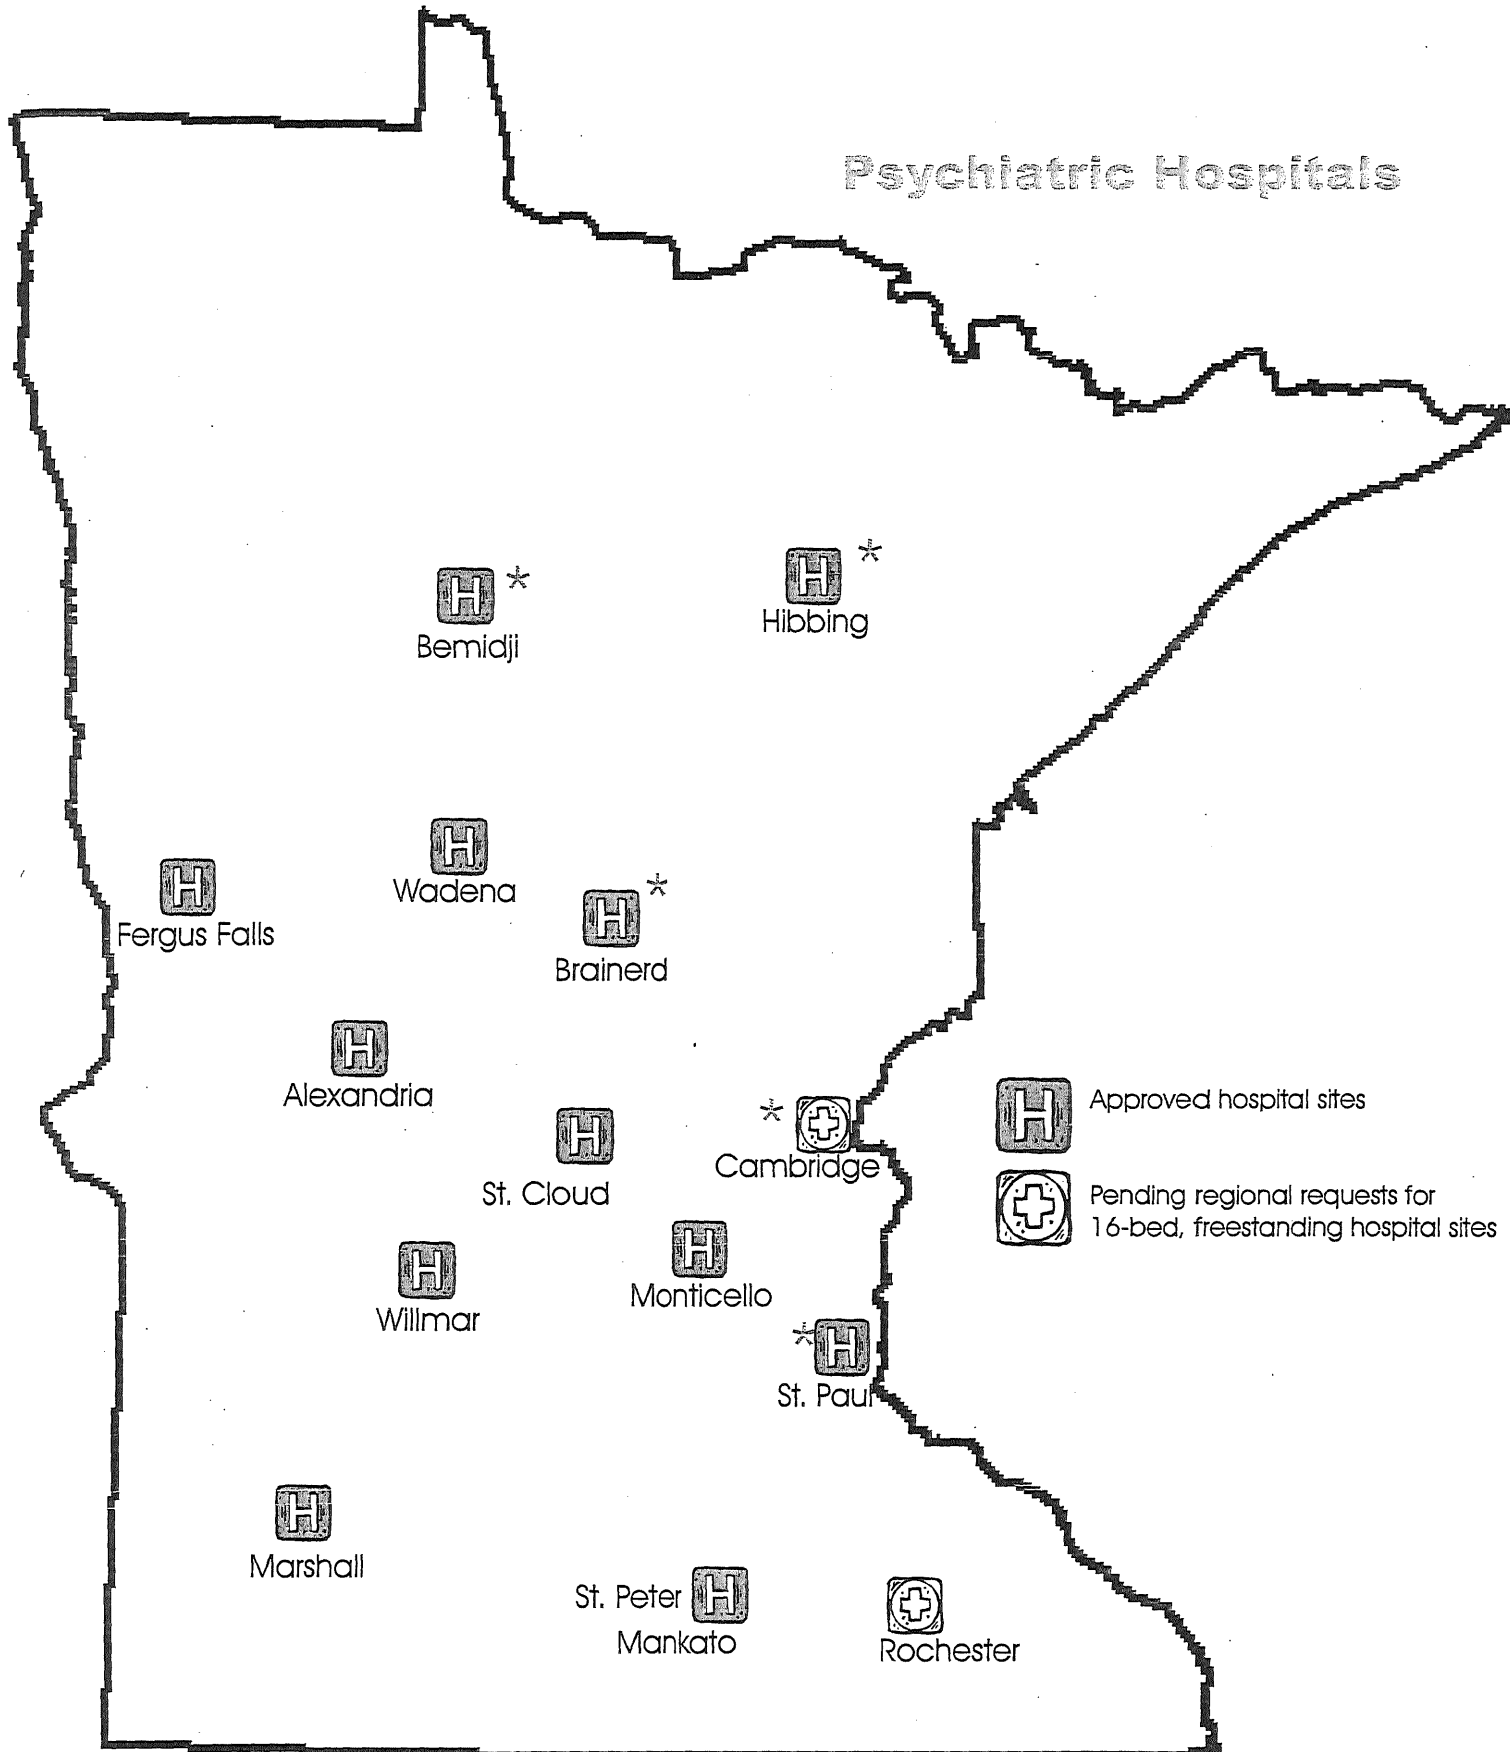 Psychiatric Hospitals
*
H
*
H
Hibbing
Bemidji
H
Wadena
H
Fergus Falls
*
H
Brainerd
H
Alexandria
H
St. Cloud
*
Cambridge
H
Approved hospital sites
Pending regional requests for
16-bed, freestanding hospital sites
H
Willmar
H
Monticello
*
H
St. Paul
H
Marshall
St. Peter
H
Mankato
Rochester